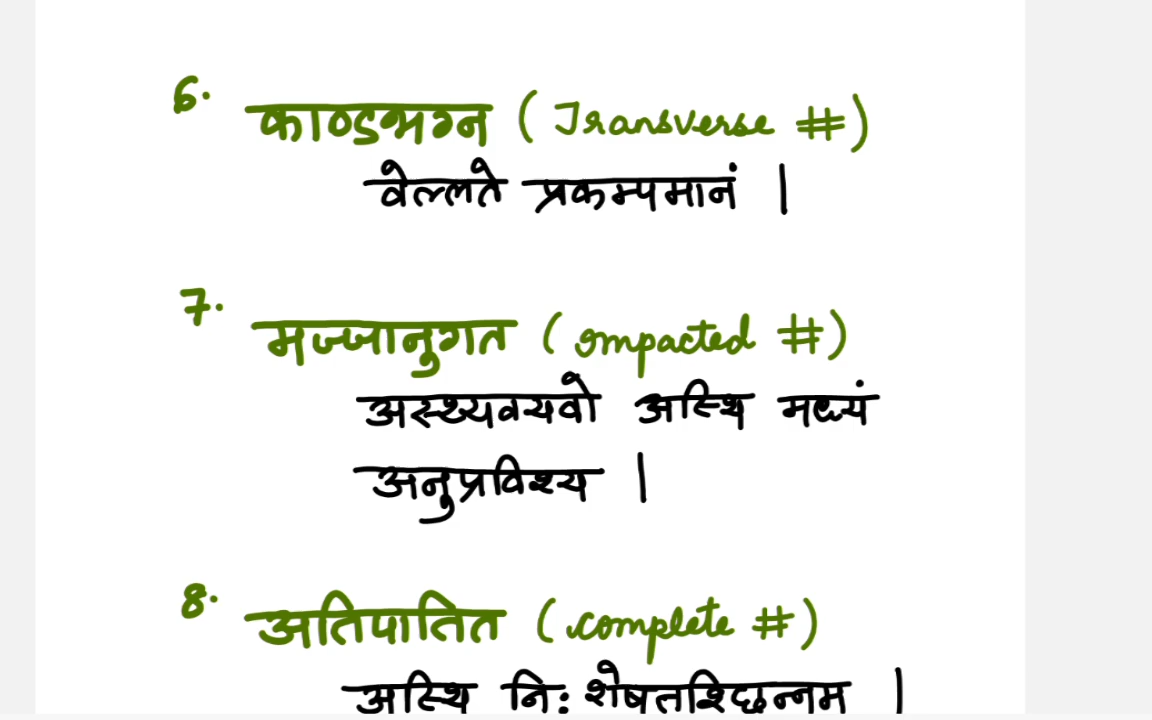 6. काण्डभग्न (Transverse #)
वेल्लते प्रकम्पमानं |
7. मज्जानुगत (Impacted #)
अस्थ्यवयवो अस्थि मध्यं
अनुप्रविश्य |
8. अतिपातित (complete #)
अस्थि निः शेषतश्छिन्नम |